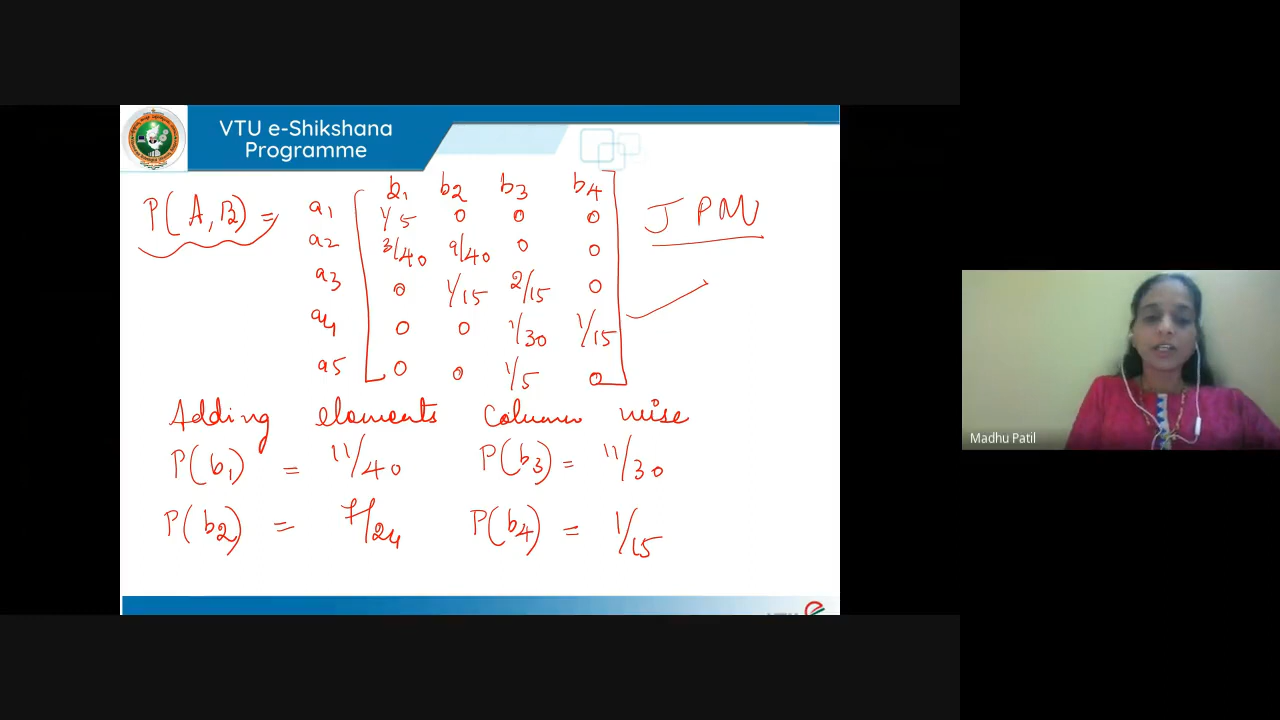 VTU e-Shikshana
Programme
b1 b2 b3 b4
P(A,B) = a1 1/5 0 0 0 JPM
a2 3/40 9/40 0 0
a3 0 1/15 2/15 0
a4 0 0 1/30 1/15
a5 0 0 1/5 0
Adding elements column wise
P(b1) = 11/40 P(b3) = 11/30
P(b2) = 7/24 P(b4) = 1/15
Madhu Patil